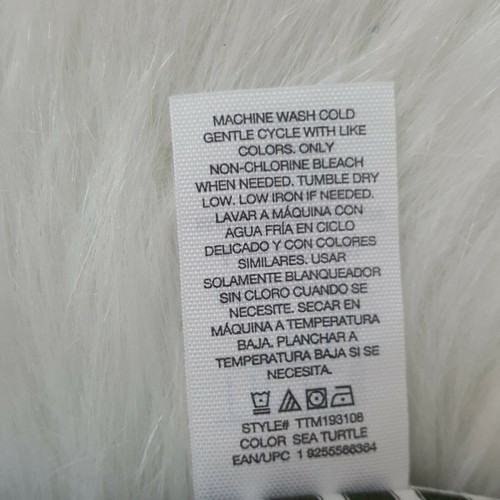 MACHINE WASH COLD
GENTLE CYCLE WITH LIKE
COLORS. ONLY
NON-CHLORINE BLEACH
WHEN NEEDED. TUMBLE DRY
LOW. LOW IRON IF NEEDED.
LAVAR A MÁQUINA CON
AGUA FRÍA EN CICLO
DELICADO Y CON COLORES
SIMILARES. USAR
SOLAMENTE BLANQUEADOR
SIN CLORO CUANDO SE
NECESITE. SECAR EN
MÁQUINA A TEMPERATURA
BAJA. PLANCHAR A
TEMPERATURA BAJA SI SE
NECESITA.
STYLE# TTM193108
COLOR SEA TURTLE
EAN/UPC 1 9255566364